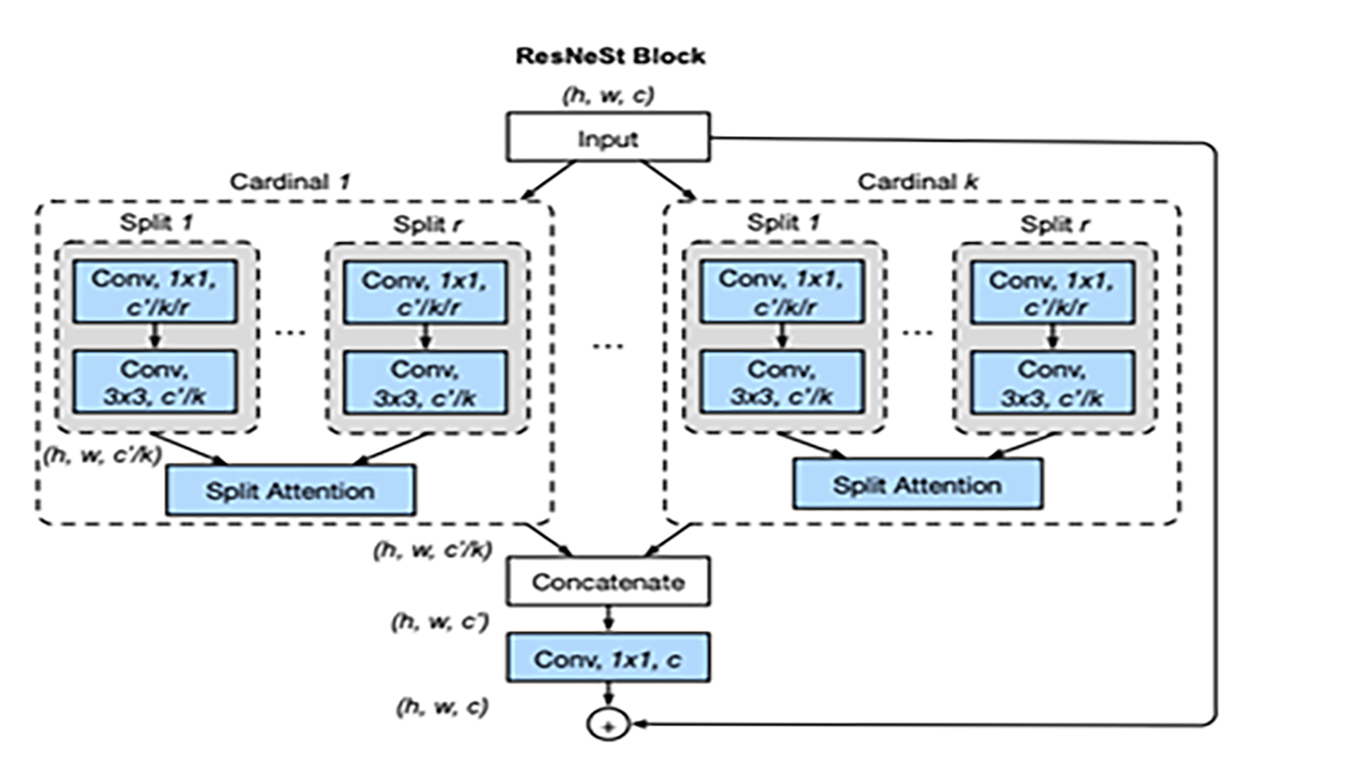 ResNeSt Block
(h, w, c)
Input
Cardinal 1
Cardinal k
Split 1
Split r
Split 1
Split r
Conv, 1x1,
c'/k/r
Conv, 1x1,
c'/k/r
Conv, 1x1,
c'/k/r
Conv, 1x1,
c'/k/r
...
...
...
Conv,
3x3, c'/k
Conv,
3x3, c'/k
Conv,
3x3, c'/k
Conv,
3x3, c'/k
(h, w, c'/k)
Split Attention
Split Attention
(h, w, c'/k)
Concatenate
(h, w, c')
Conv, 1x1, c
(h, w, c)
+